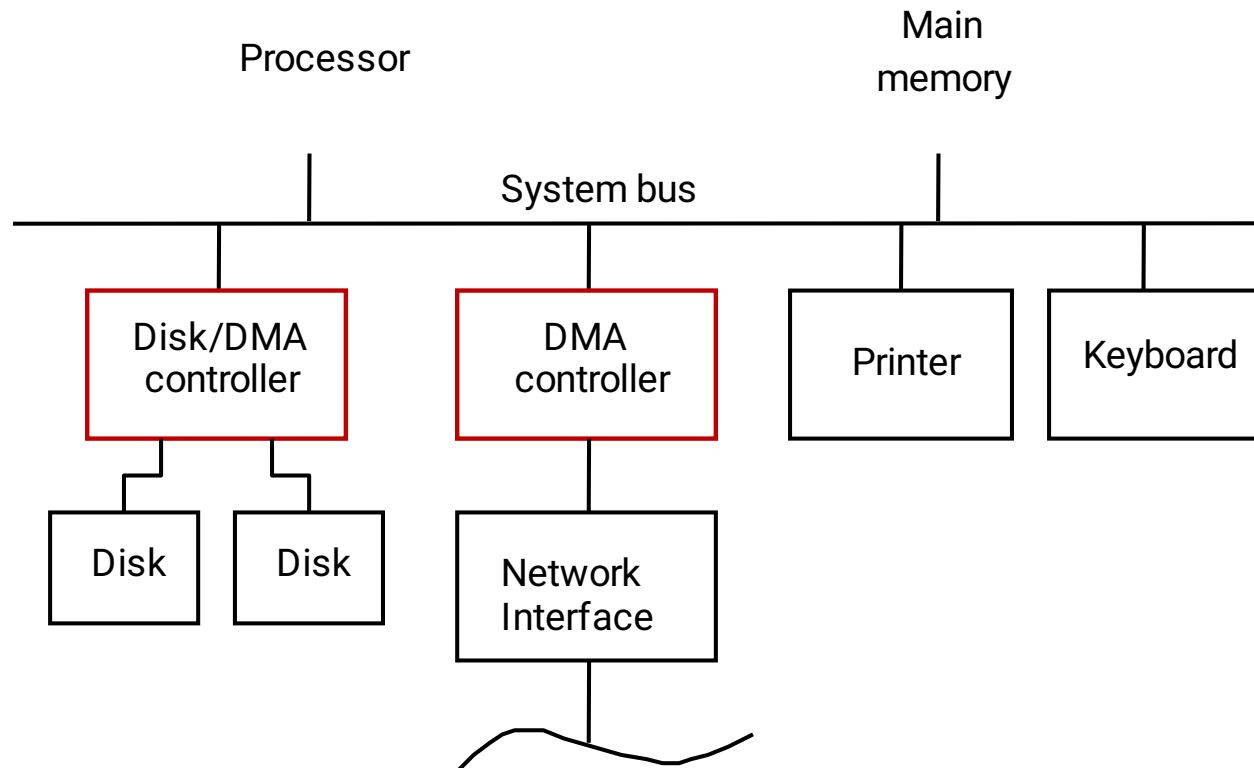 Main
memory
Processor
System bus
Disk/DMA
controller
DMA
controller
Printer
Keyboard
Disk
Disk
Network
Interface